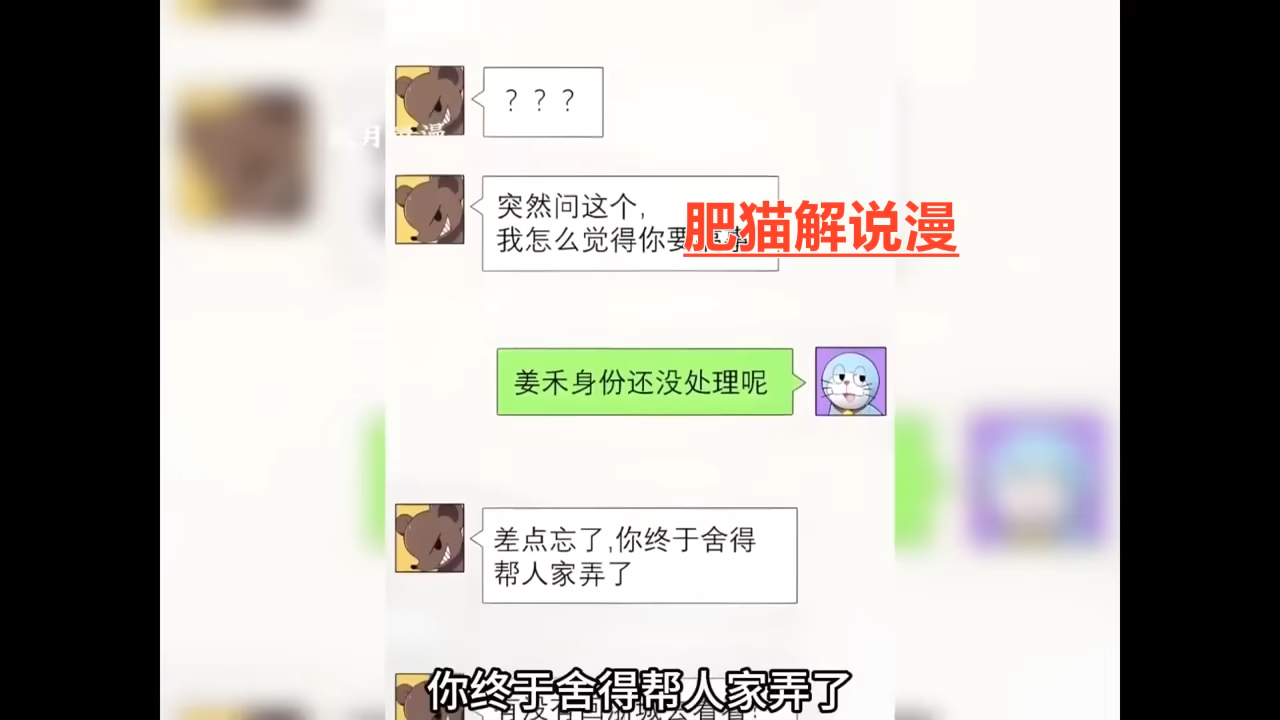 ？？？
突然问这个,
我怎么觉得你要
肥猫解说漫
姜禾身份还没处理呢
差点忘了,你终于舍得
帮人家弄了
你终于舍得帮人家弄了